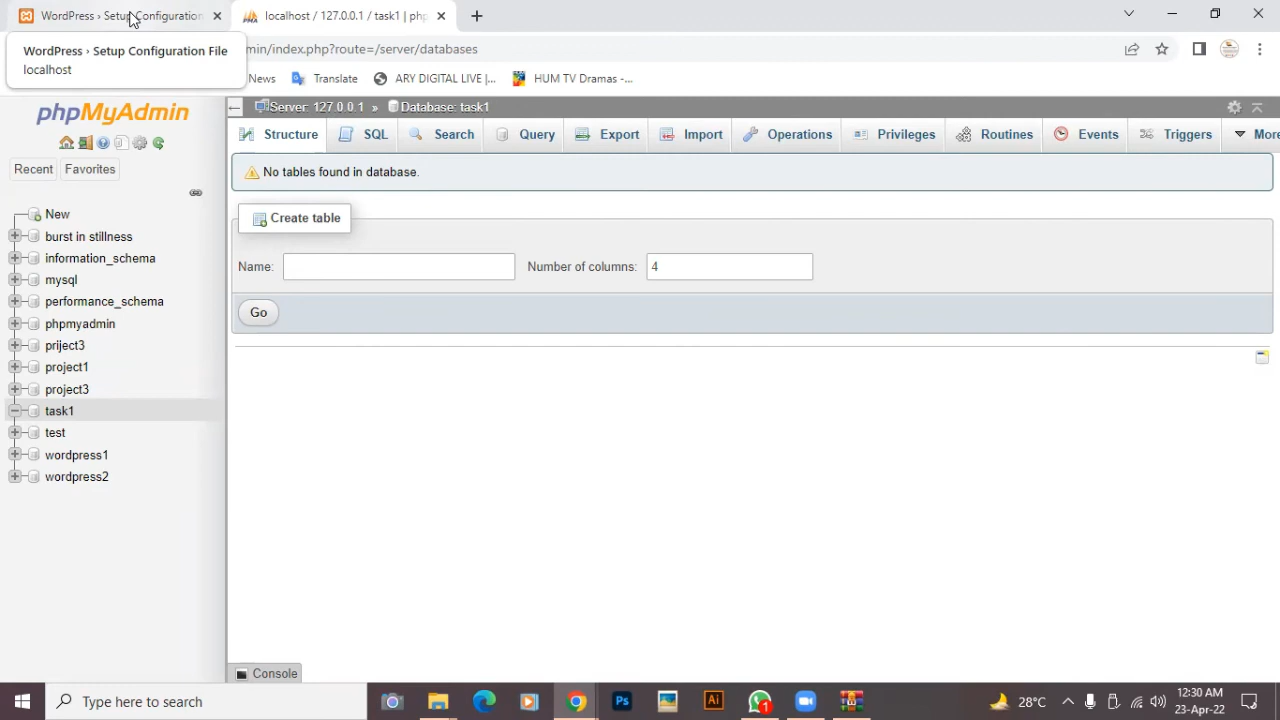 WordPress › Setup Configuration
localhost / 127.0.0.1 / task1 | php
WordPress › Setup Configuration File
localhost
min/index.php?route=/server/databases
News
Translate
ARY DIGITAL LIVE |...
HUM TV Dramas -...
phpMyAdmin
Server: 127.0.0.1 » Database: task1
Structure
SQL
Search
Query
Export
Import
Operations
Privileges
Routines
Events
Triggers
More
Recent
Favorites
No tables found in database.
New
burst in stillness
information_schema
mysql
performance_schema
phpmyadmin
priject3
project1
project3
task1
test
wordpress1
wordpress2
Create table
Name:
Number of columns: 4
Go
Console
Type here to search
Ps
Ai
1
28°C
12:30 AM
23-Apr-22